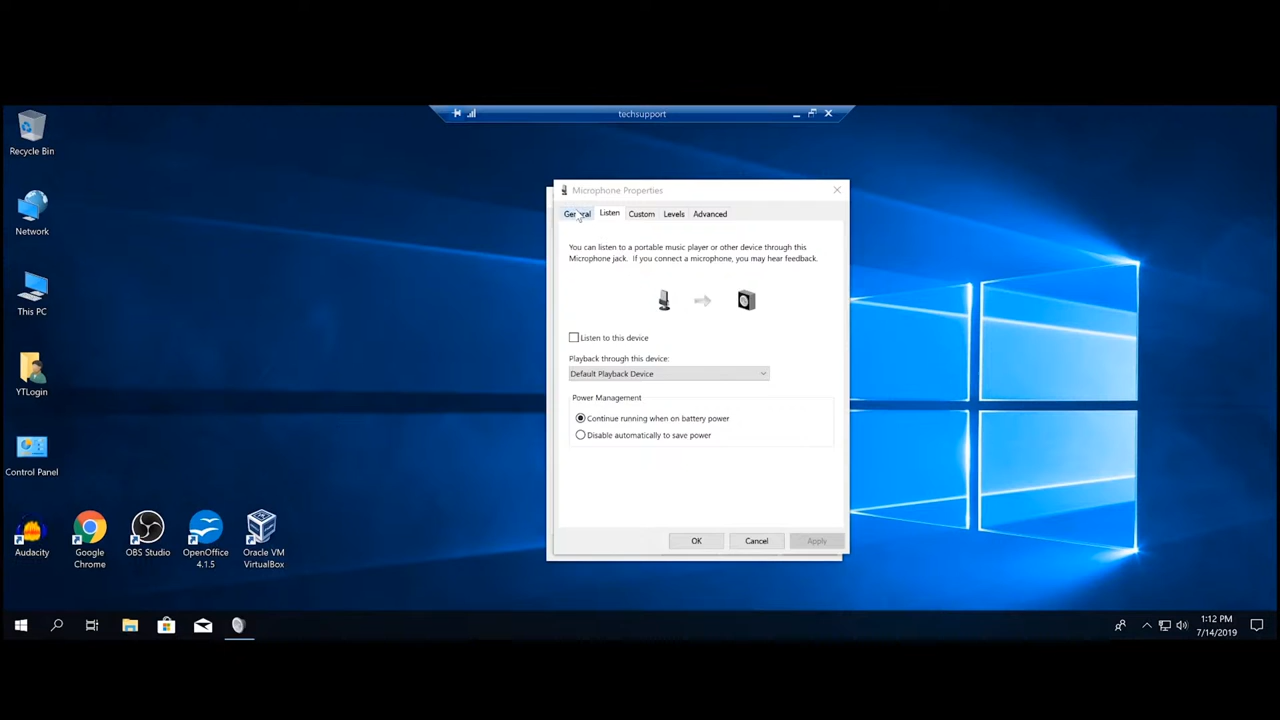 techsupport
Recycle Bin
Network
This PC
YTLogin
Control Panel
Audacity
Google
Chrome
OBS Studio
OpenOffice
4.1.5
Oracle VM
VirtualBox
Microphone Properties
General
Listen
Custom
Levels
Advanced
You can listen to a portable music player or other device through this
Microphone jack. If you connect a microphone, you may hear feedback.
Listen to this device
Playback through this device:
Default Playback Device
Power Management
Continue running when on battery power
Disable automatically to save power
OK
Cancel
Apply
1:12 PM
7/14/2019